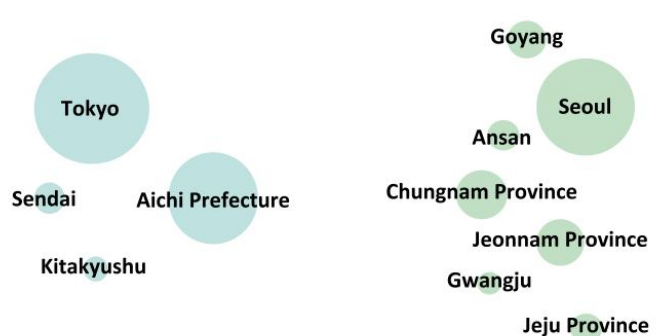 Tokyo
Sendai
Aichi Prefecture
Kitakyushu
Goyang
Seoul
Ansan
Chungnam Province
Jeonnam Province
Gwangju
Jeju Province